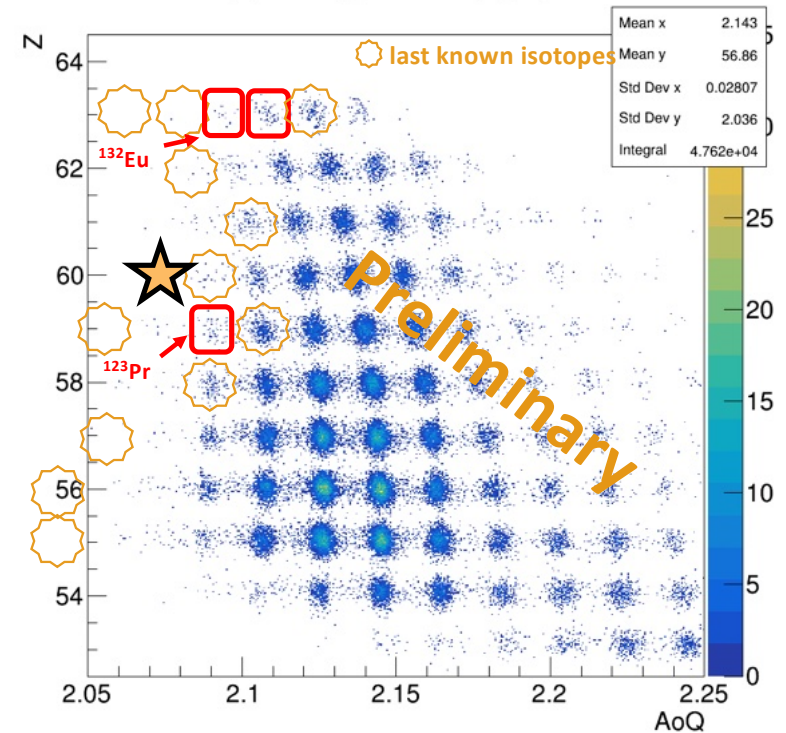 Z
last known isotopes
Mean x 2.143
Mean y 56.86
Std Dev x 0.02807
Std Dev y 2.036
Integral 4.762e+04
64
62
60
58
56
54
132Eu
123Pr
Preliminary
5
0
25
20
15
10
5
0
2.05 2.1 2.15 2.2 2.25
AoQ